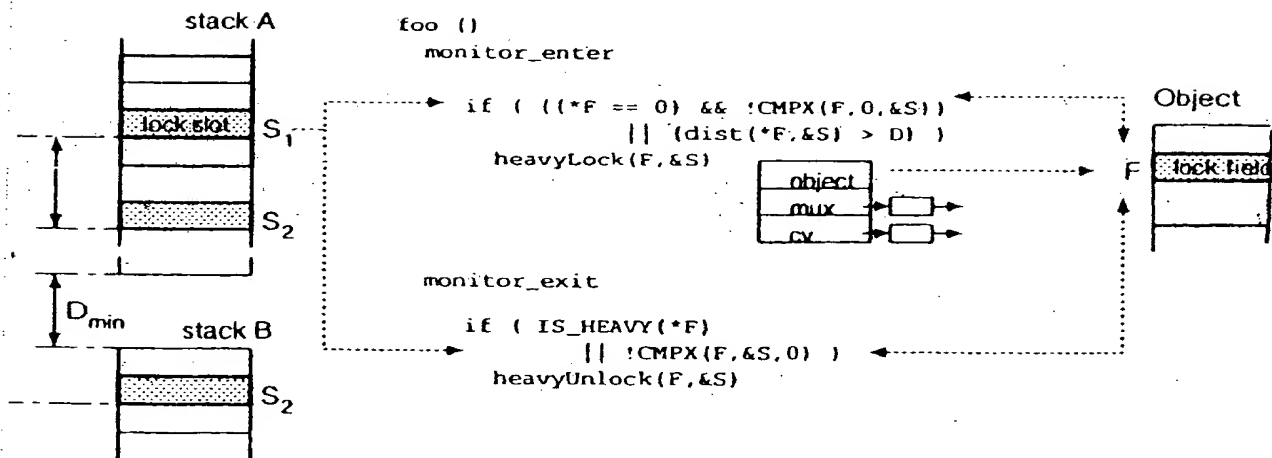 stack A
foo ()
monitor_enter
if ( ((*F == 0) && !CMPX(F,0,&S))
|| (dist(*F,&S) > D) )
heavyLock(F,&S)
lock slot
S1
S2
Object
F
lock field
object
mux
cv
Dmin
monitor_exit
if ( IS_HEAVY(*F)
|| !CMPX(F,&S,0) )
heavyUnlock(F,&S)
stack B
S2